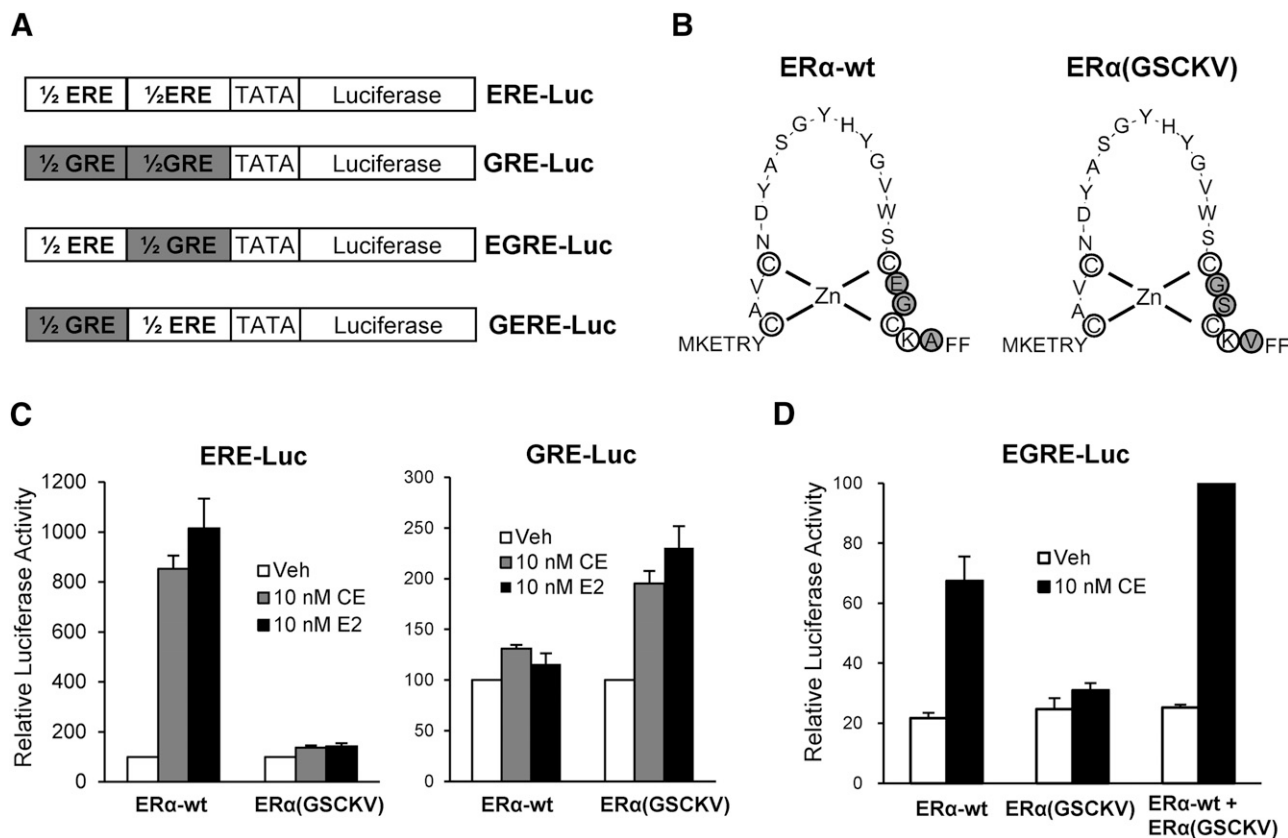 A
½ ERE ½ERE TATA Luciferase ERE-Luc
½ GRE ½GRE TATA Luciferase GRE-Luc
½ ERE ½ GRE TATA Luciferase EGRE-Luc
½ GRE ½ ERE TATA Luciferase GERE-Luc
B
ERα-wt
MKETRY C A V C N D Y A S G Y H Y G V W S C E G C K A FF
Zn
ERα(GSCKV)
MKETRY C A V C N D Y A S G Y H Y G V W S C G S C K V FF
Zn
C
ERE-Luc
Relative Luciferase Activity
1200
1000
800
600
400
200
0
Veh
10 nM CE
10 nM E2
ERα-wt ERα(GSCKV)
GRE-Luc
300
250
200
150
100
50
0
Veh
10 nM CE
10 nM E2
ERα-wt ERα(GSCKV)
D
EGRE-Luc
Relative Luciferase Activity
100
80
60
40
20
0
Veh
10 nM CE
ERα-wt ERα(GSCKV) ERα-wt +
ERα(GSCKV)